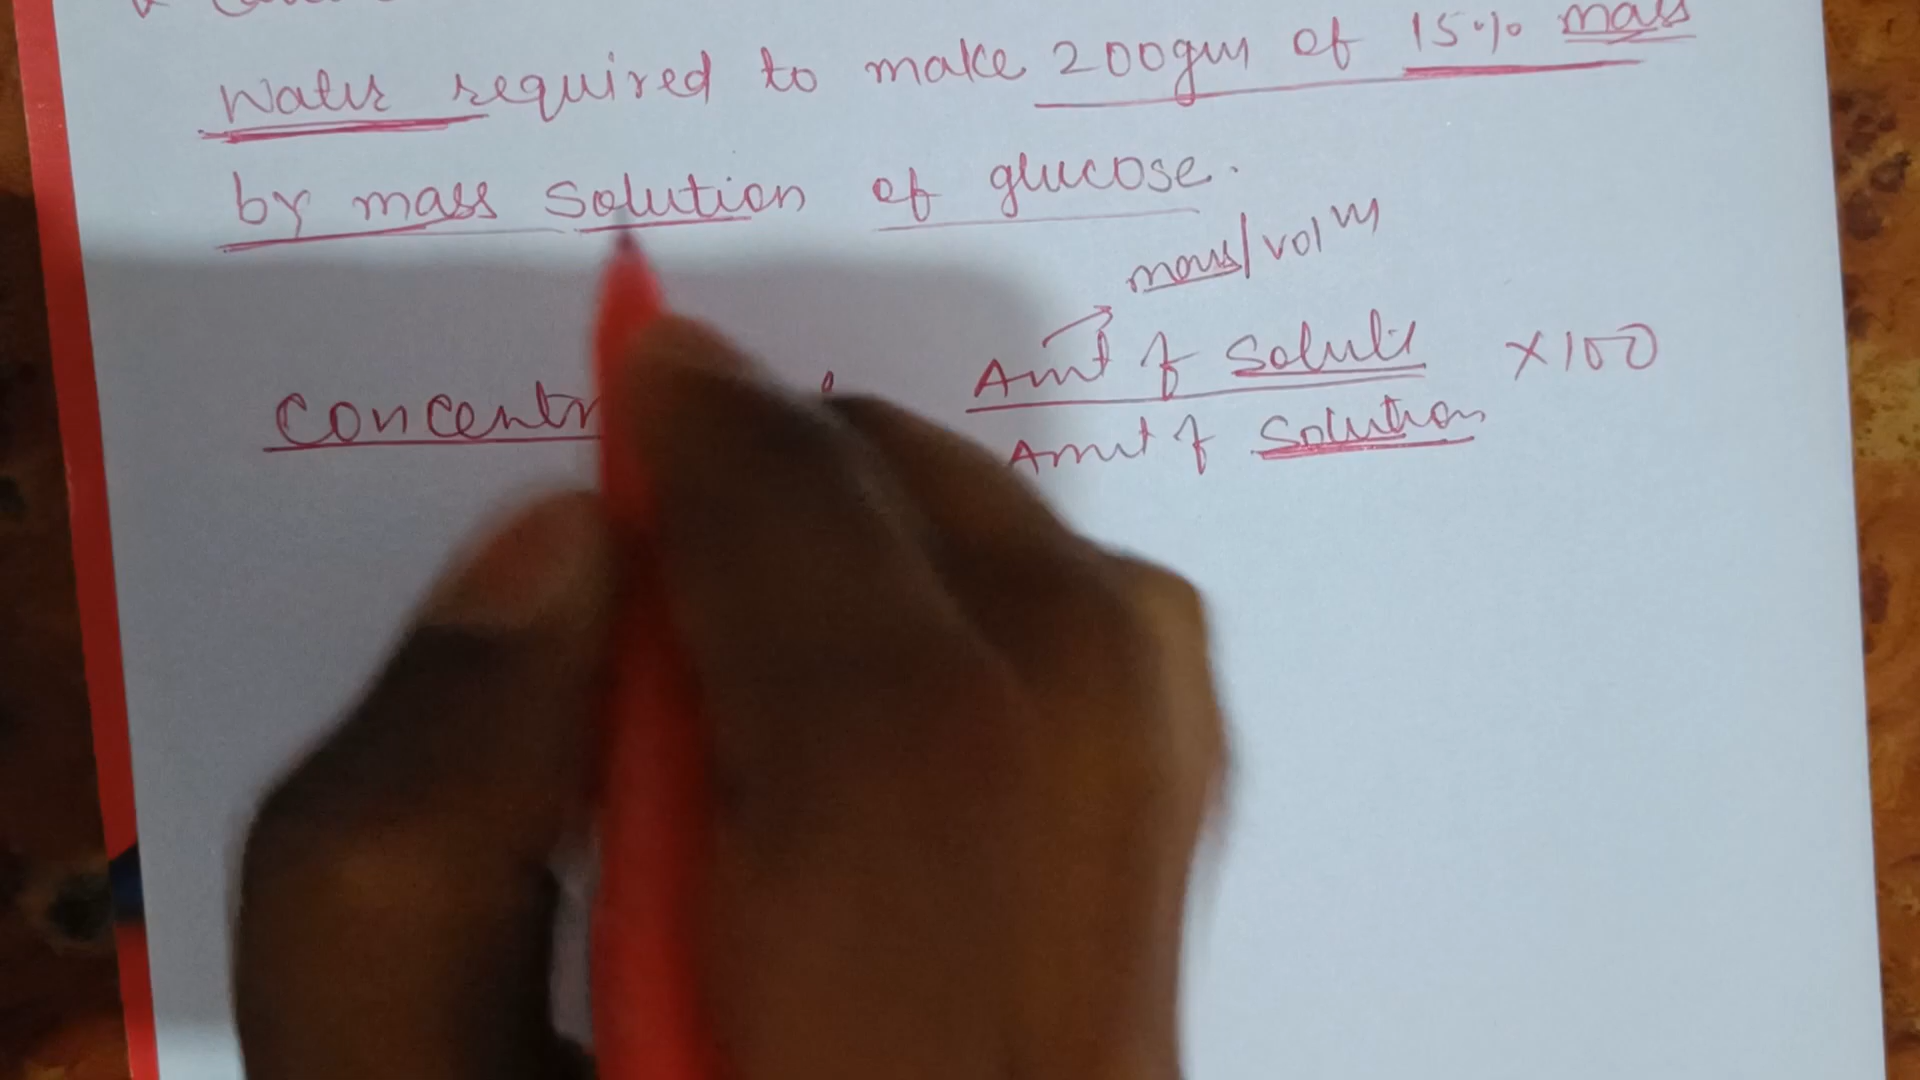 Water required to make 200gm of 15% mass
by mass solution of glucose.
mass/volm
Concentr
Amt of Solute ×100
Amt of Solution